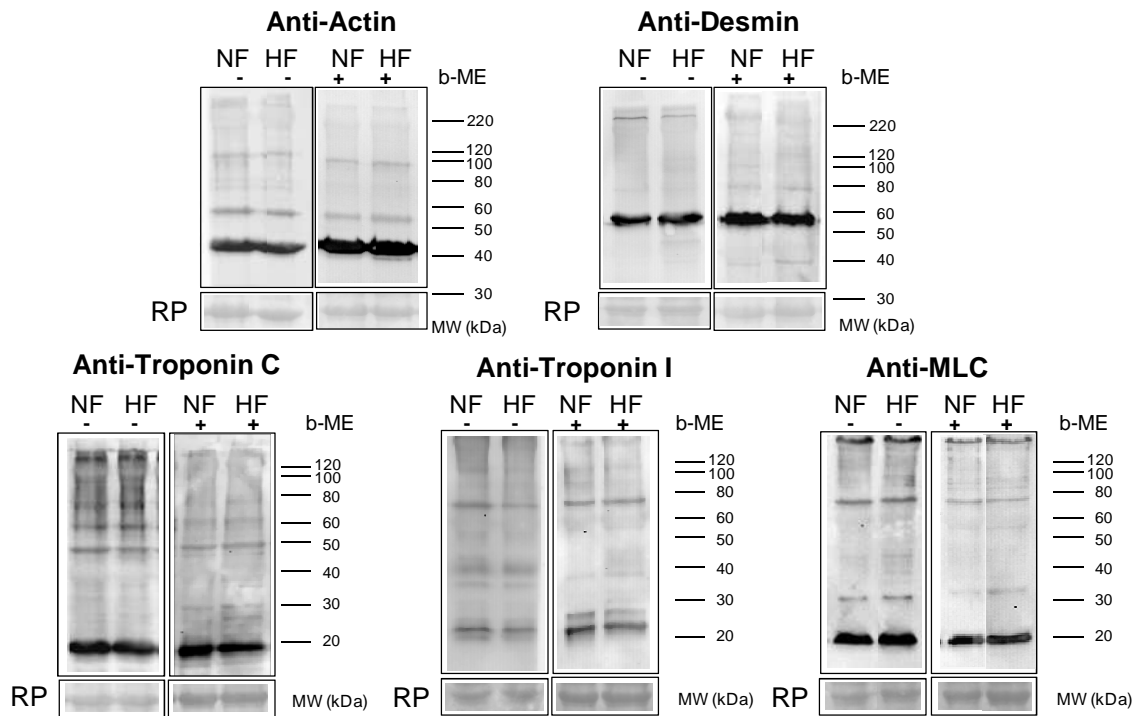 Anti-Actin
NF HF NF HF
- - + + b-ME
220
120
100
80
60
50
40
30
RP
MW (kDa)
Anti-Desmin
NF HF NF HF
- - + + b-ME
220
120
100
80
60
50
40
30
RP
MW (kDa)
Anti-Troponin C
NF HF NF HF
- - + + b-ME
120
100
80
60
50
40
30
20
RP
MW (kDa)
Anti-Troponin I
NF HF NF HF
- - + + b-ME
120
100
80
60
50
40
30
20
RP
MW (kDa)
Anti-MLC
NF HF NF HF
- - + + b-ME
120
100
80
60
50
40
30
20
RP
MW (kDa)